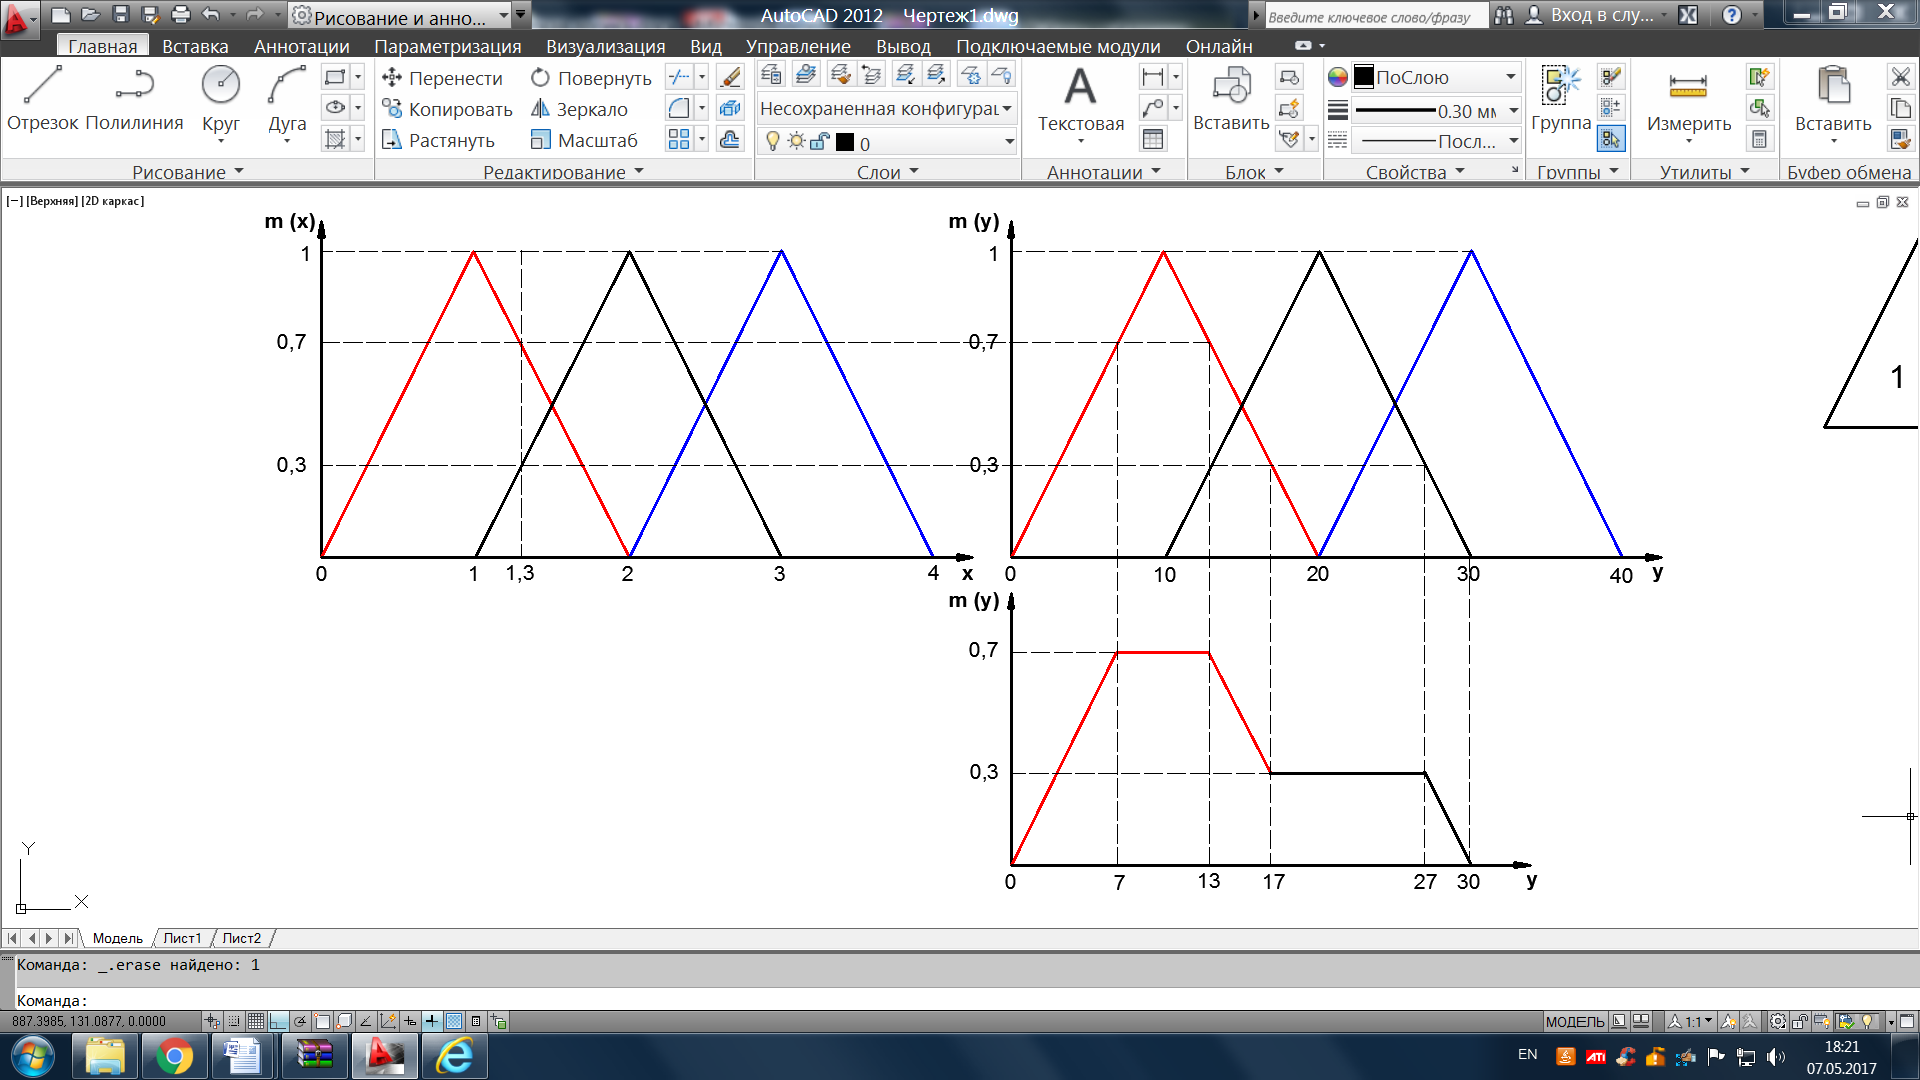 Рисование и анно...
AutoCAD 2012 Чертеж1.dwg
Введите ключевое слово/фразу
Вход в слу...
Главная Вставка Аннотации Параметризация Визуализация Вид Управление Вывод Подключаемые модули Онлайн
Отрезок Полилиния Круг Дуга
Перенести Повернуть
Копировать Зеркало
Растянуть Масштаб
Несохраненная конфигурац
0
Текстовая
Вставить
ПоСлою
0.30 мм
Посл...
Группа
Измерить
Вставить
Рисование Редактирование Слои Аннотации Блок Свойства Группы Утилиты Буфер обмена
[−] [Верхняя] [2D каркас]
m (x)
1
0,7
0,3
0 1 1,3 2 3 4 x
m (y)
1
0,7
0,3
0 10 20 30 40 y
1
m (y)
0,7
0,3
0 7 13 17 27 30 y
Y
X
Модель Лист1 Лист2
Команда: _.erase найдено: 1
Команда:
887.3985, 131.0877, 0.0000
МОДЕЛЬ
1:1
EN
ATI
18:21
07.05.2017